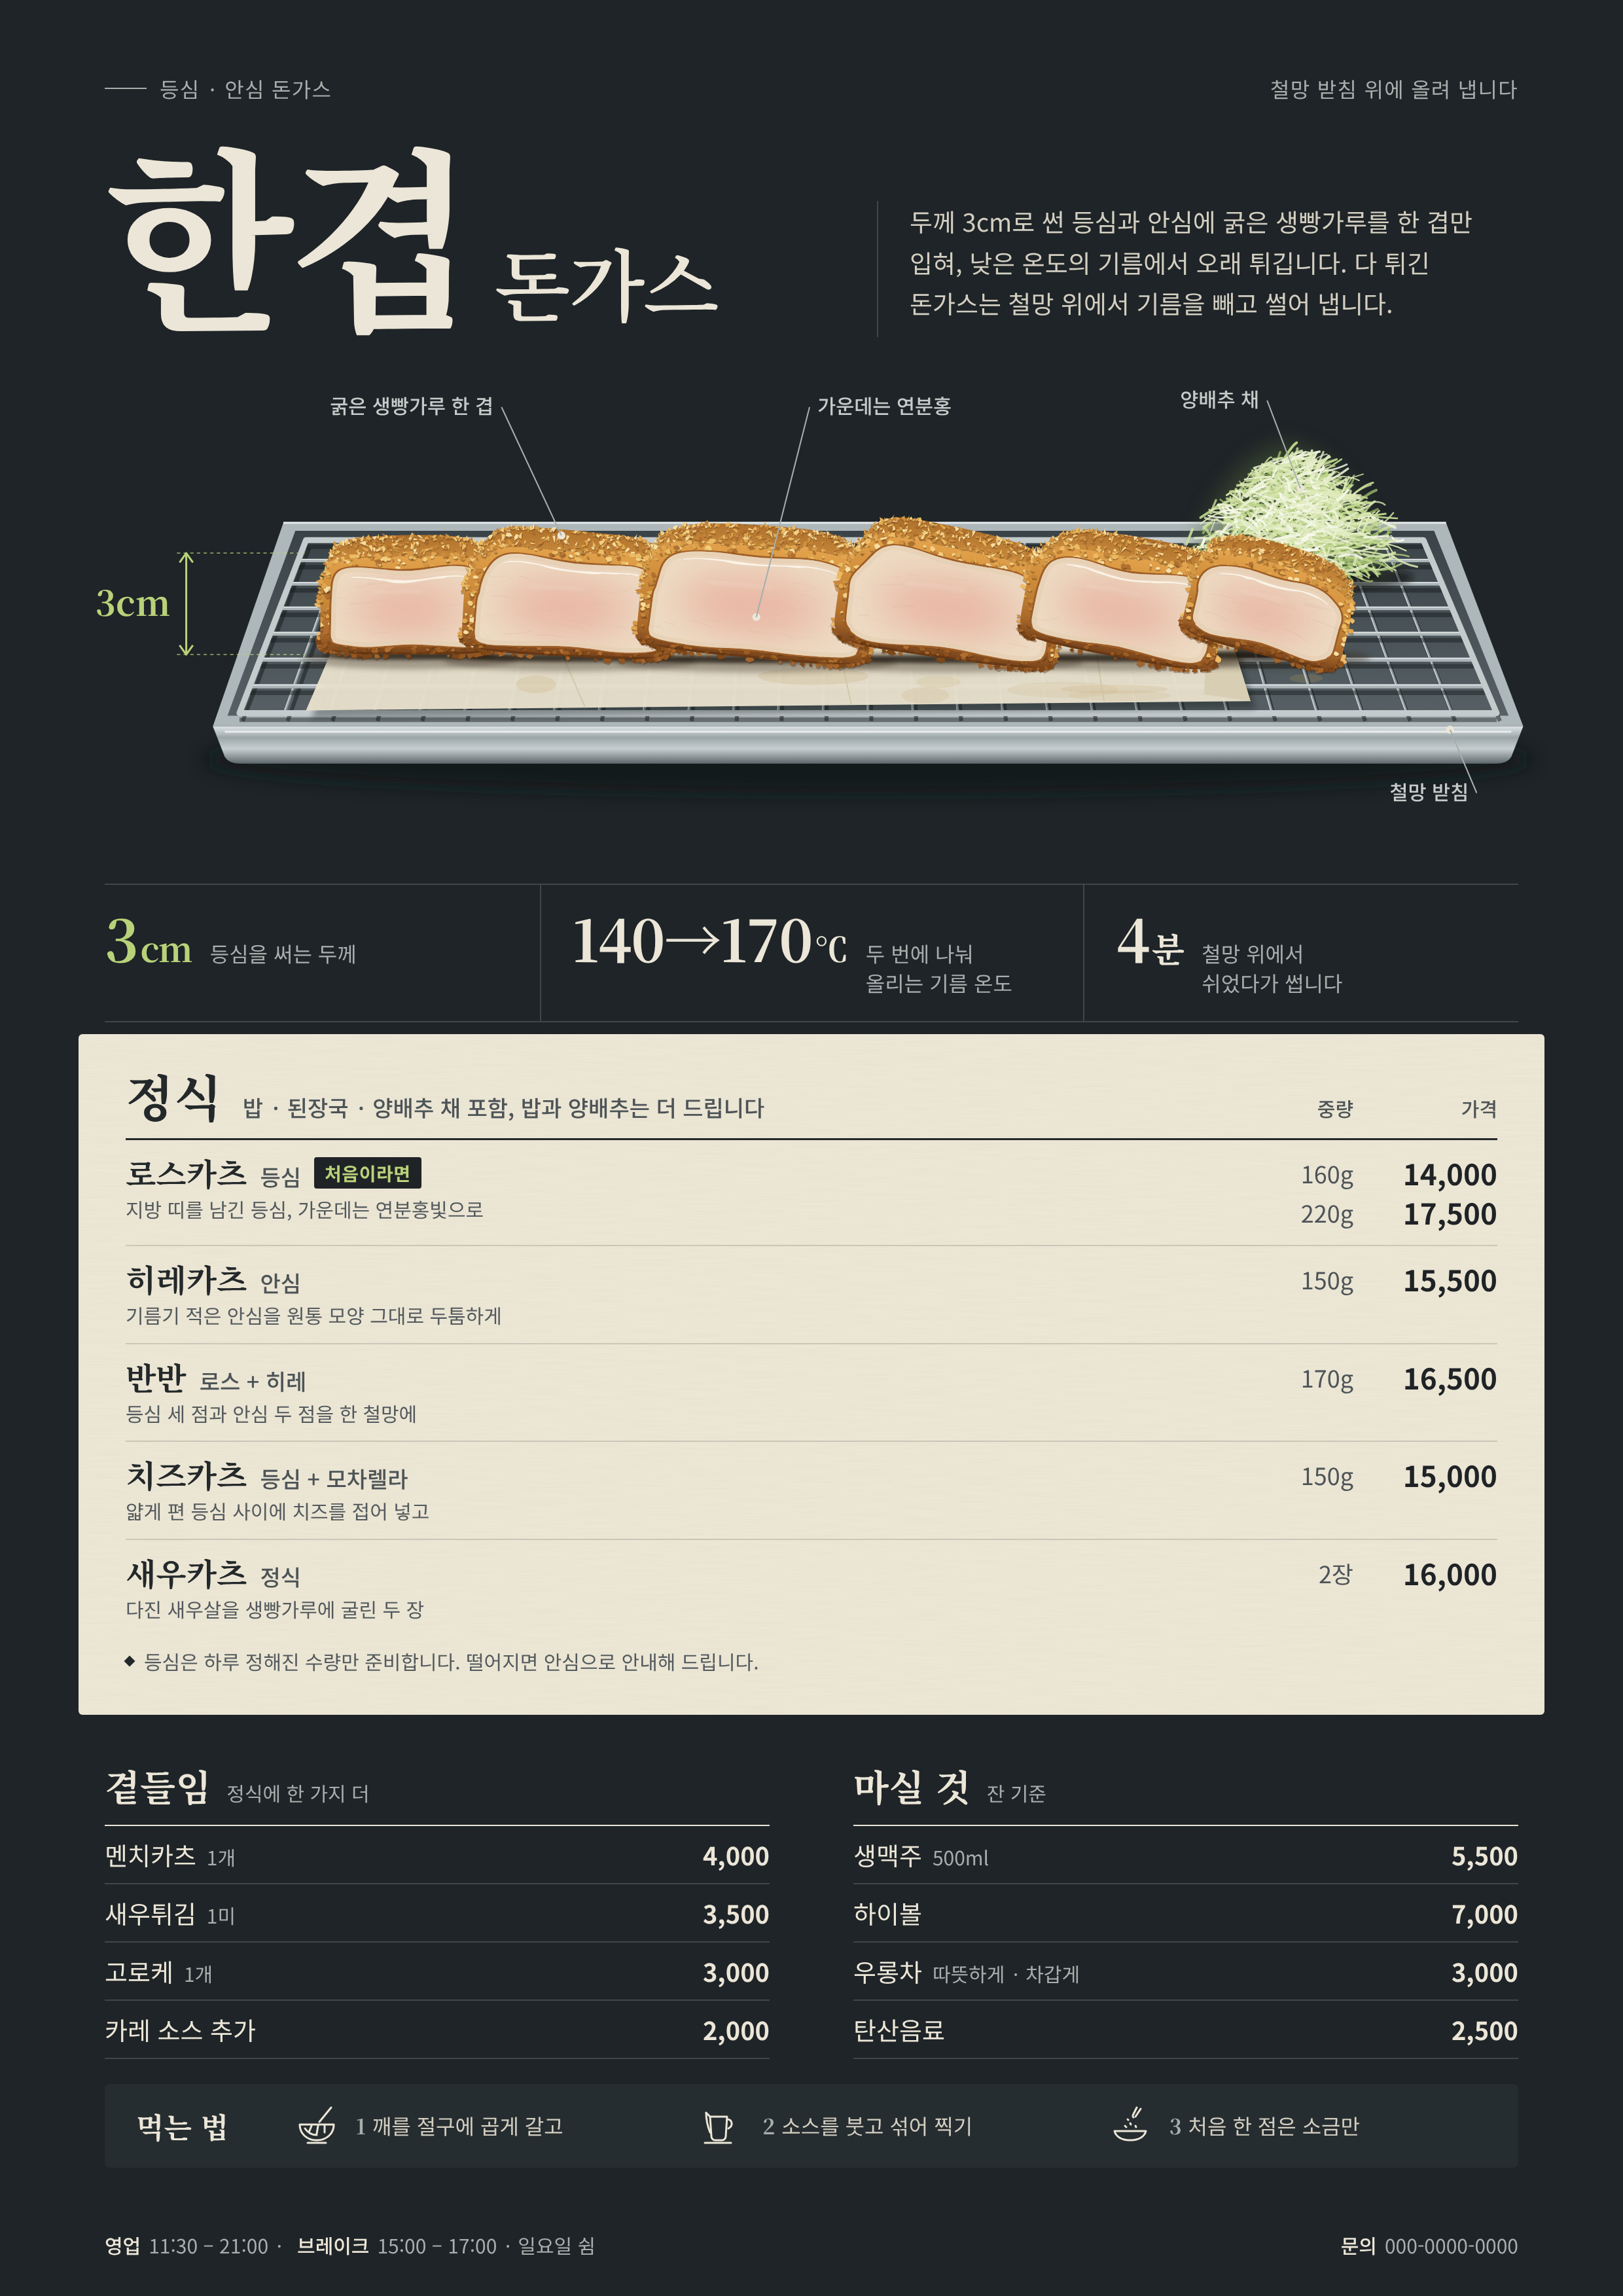 등심 · 안심 돈가스
철망 받침 위에 올려 냅니다
한겹 돈가스
두께 3cm로 썬 등심과 안심에 굵은 생빵가루를 한 겹만
입혀, 낮은 온도의 기름에서 오래 튀깁니다. 다 튀긴
돈가스는 철망 위에서 기름을 빼고 썰어 냅니다.
굵은 생빵가루 한 겹
가운데는 연분홍
양배추 채
3cm
철망 받침
3cm 등심을 써는 두께
140→170℃ 두 번에 나눠
올리는 기름 온도
4분 철망 위에서
쉬었다가 썹니다
정식 밥 · 된장국 · 양배추 채 포함, 밥과 양배추는 더 드립니다 중량 가격
로스카츠 등심 처음이라면 160g 14,000
지방 띠를 남긴 등심, 가운데는 연분홍빛으로 220g 17,500
히레카츠 안심 150g 15,500
기름기 적은 안심을 원통 모양 그대로 두툼하게
반반 로스 + 히레 170g 16,500
등심 세 점과 안심 두 점을 한 철망에
치즈카츠 등심 + 모차렐라 150g 15,000
얇게 편 등심 사이에 치즈를 접어 넣고
새우카츠 정식 2장 16,000
다진 새우살을 생빵가루에 굴린 두 장
◆ 등심은 하루 정해진 수량만 준비합니다. 떨어지면 안심으로 안내해 드립니다.
곁들임 정식에 한 가지 더
멘치카츠 1개 4,000
새우튀김 1미 3,500
고로케 1개 3,000
카레 소스 추가 2,000
마실 것 잔 기준
생맥주 500ml 5,500
하이볼 7,000
우롱차 따뜻하게 · 차갑게 3,000
탄산음료 2,500
먹는 법 1 깨를 절구에 곱게 갈고 2 소스를 붓고 섞어 찍기 3 처음 한 점은 소금만
영업 11:30 – 21:00 · 브레이크 15:00 – 17:00 · 일요일 쉼
문의 000-0000-0000